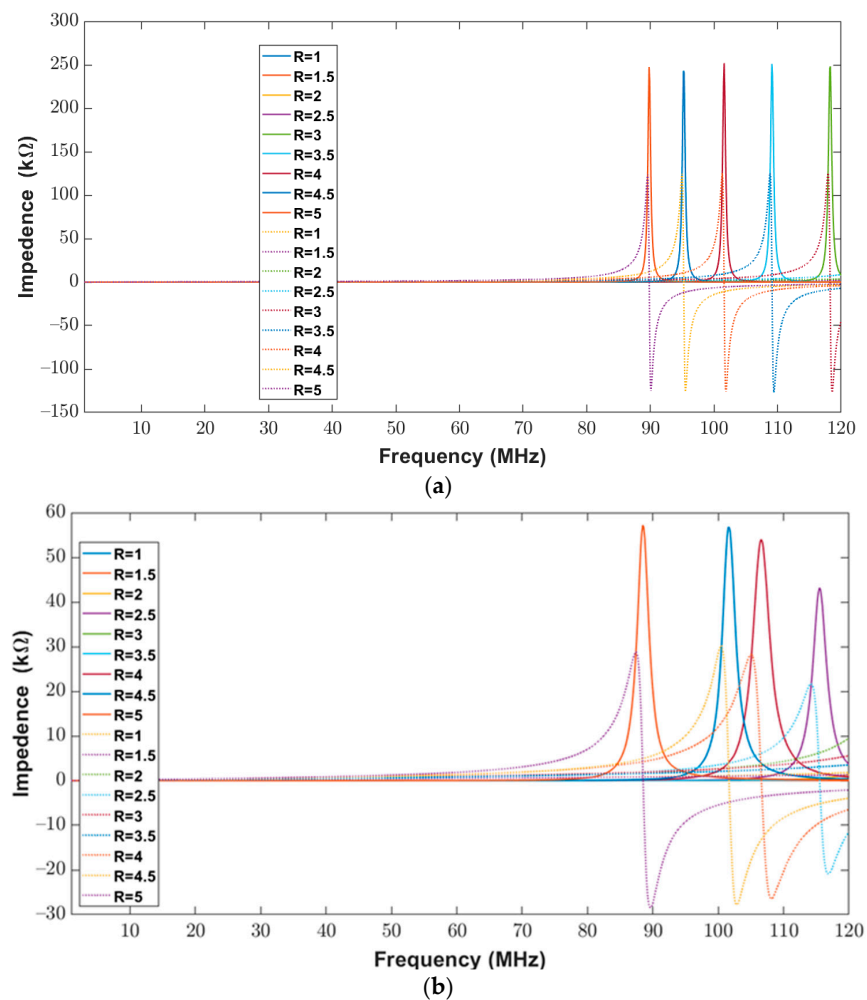 300
250
200
150
100
50
0
−50
−100
−150
Impedence (kΩ)
R=1
R=1.5
R=2
R=2.5
R=3
R=3.5
R=4
R=4.5
R=5
R=1
R=1.5
R=2
R=2.5
R=3
R=3.5
R=4
R=4.5
R=5
10 20 30 40 50 60 70 80 90 100 110 120
Frequency (MHz)
(a)
60
50
40
30
20
10
0
−10
−20
−30
Impedence (kΩ)
R=1
R=1.5
R=2
R=2.5
R=3
R=3.5
R=4
R=4.5
R=5
R=1
R=1.5
R=2
R=2.5
R=3
R=3.5
R=4
R=4.5
R=5
10 20 30 40 50 60 70 80 90 100 110 120
Frequency (MHz)
(b)